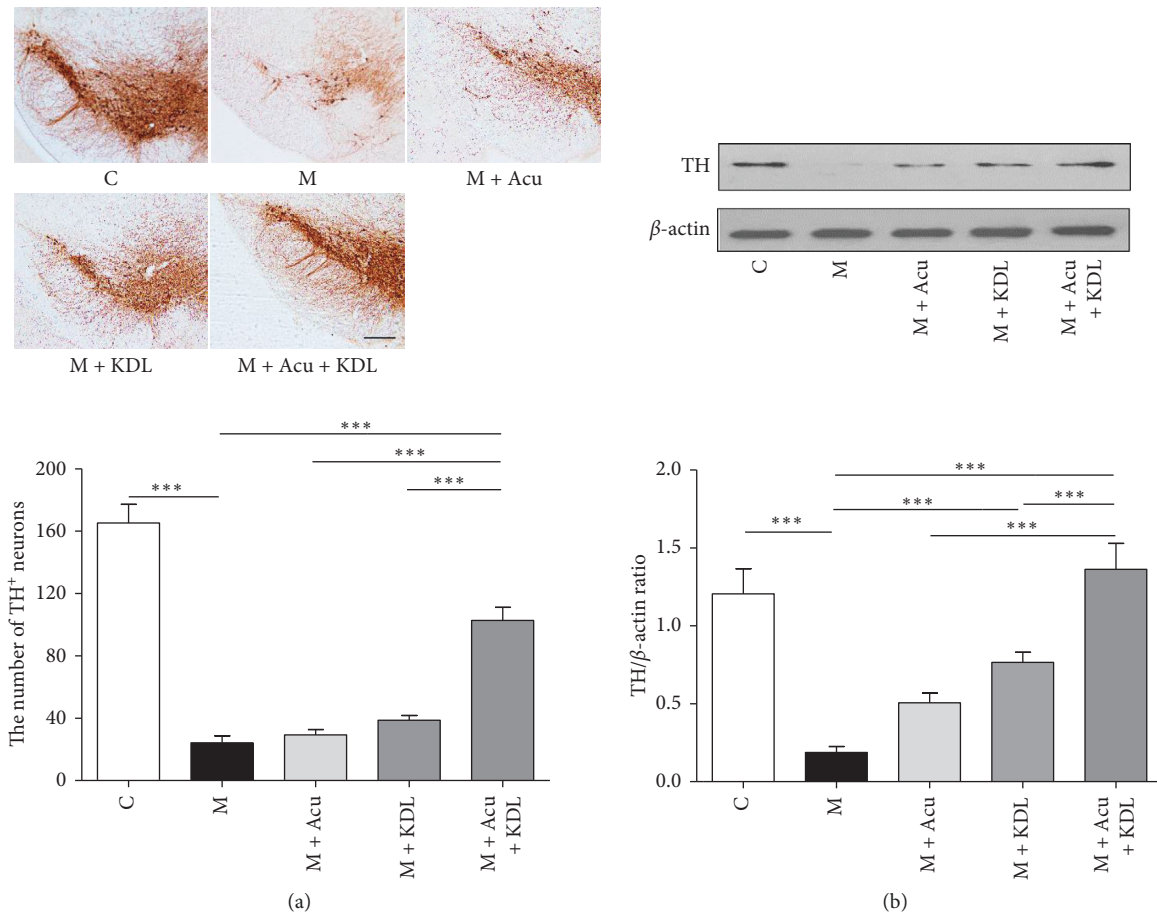 C
M
M + Acu
M + KDL
M + Acu + KDL
The number of TH⁺ neurons
200
160
120
80
40
0
***
***
***
***
C
M
M + Acu
M + KDL
M + Acu
+ KDL
(a)
TH
β-actin
C
M
M + Acu
M + KDL
M + Acu
+ KDL
TH/β-actin ratio
2.0
1.5
1.0
0.5
0.0
***
***
***
***
***
C
M
M + Acu
M + KDL
M + Acu
+ KDL
(b)